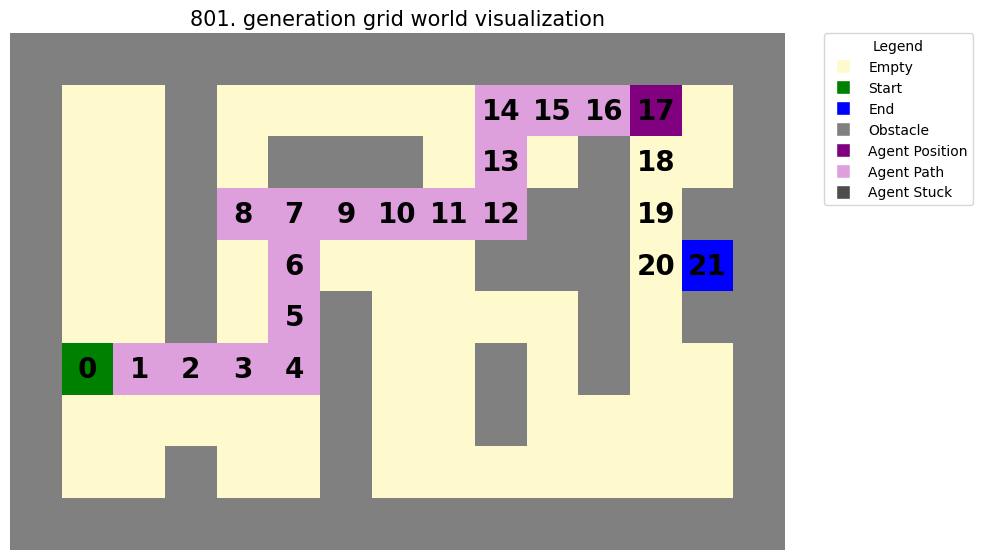 801. generation grid world visualization
Legend
Empty
Start
End
Obstacle
Agent Position
Agent Path
Agent Stuck
14 15 16 17
13 18
8 7 9 10 11 12 19
6 20 21
5
0 1 2 3 4